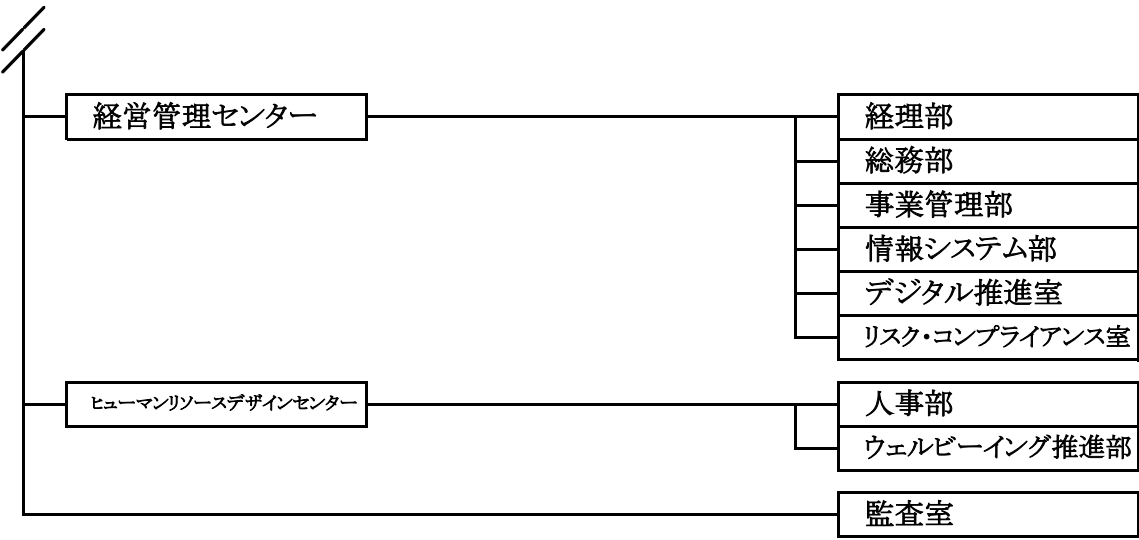 経営管理センター
経理部
総務部
事業管理部
情報システム部
デジタル推進室
リスク・コンプライアンス室
ヒューマンリソースデザインセンター
人事部
ウェルビーイング推進部
監査室